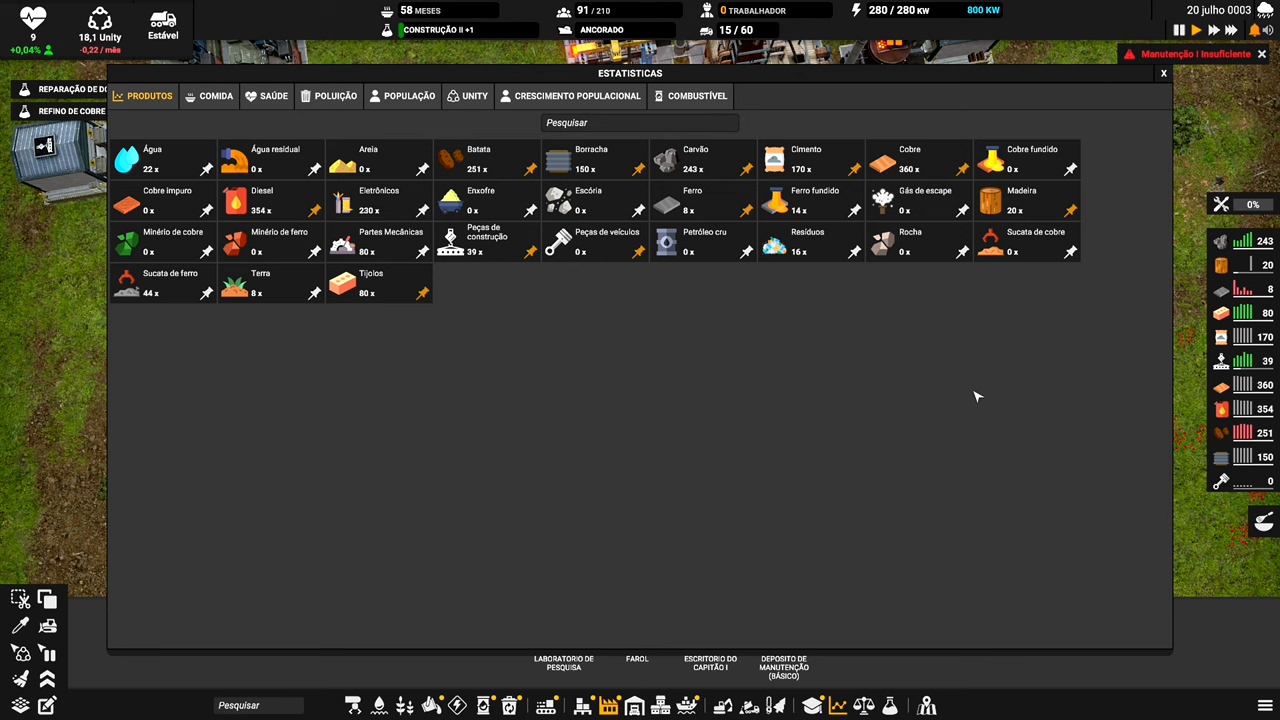 9
+0,04%
18,1 Unity
-0,22 / mês
Estável
58 MESES
CONSTRUÇÃO II +1
91 / 210
ANCORADO
0 TRABALHADOR
15 / 60
280 / 280 KW
800 KW
20 julho 0003
Manutenção I Insuficiente
REPARAÇÃO DE DO
REFINO DE COBRE
ESTATISTICAS
X
PRODUTOS
COMIDA
SAÚDE
POLUIÇÃO
POPULAÇÃO
UNITY
CRESCIMENTO POPULACIONAL
COMBUSTÍVEL
Pesquisar
Água
22 x
Água residual
0 x
Areia
0 x
Batata
251 x
Borracha
150 x
Carvão
243 x
Cimento
170 x
Cobre
360 x
Cobre fundido
0 x
Cobre impuro
0 x
Diesel
354 x
Eletrônicos
230 x
Enxofre
0 x
Escória
0 x
Ferro
8 x
Ferro fundido
14 x
Gás de escape
0 x
Madeira
20 x
Minério de cobre
0 x
Minério de ferro
0 x
Partes Mecânicas
80 x
Peças de
construção
39 x
Peças de veículos
0 x
Petróleo cru
0 x
Resíduos
16 x
Rocha
0 x
Sucata de cobre
0 x
Sucata de ferro
44 x
Terra
8 x
Tijolos
80 x
0%
243
20
8
80
170
39
360
354
251
150
0
LABORATORIO DE
PESQUISA
FAROL
ESCRITORIO DO
CAPITÃO I
DEPOSITO DE
MANUTENÇÃO
(BÁSICO)
Pesquisar